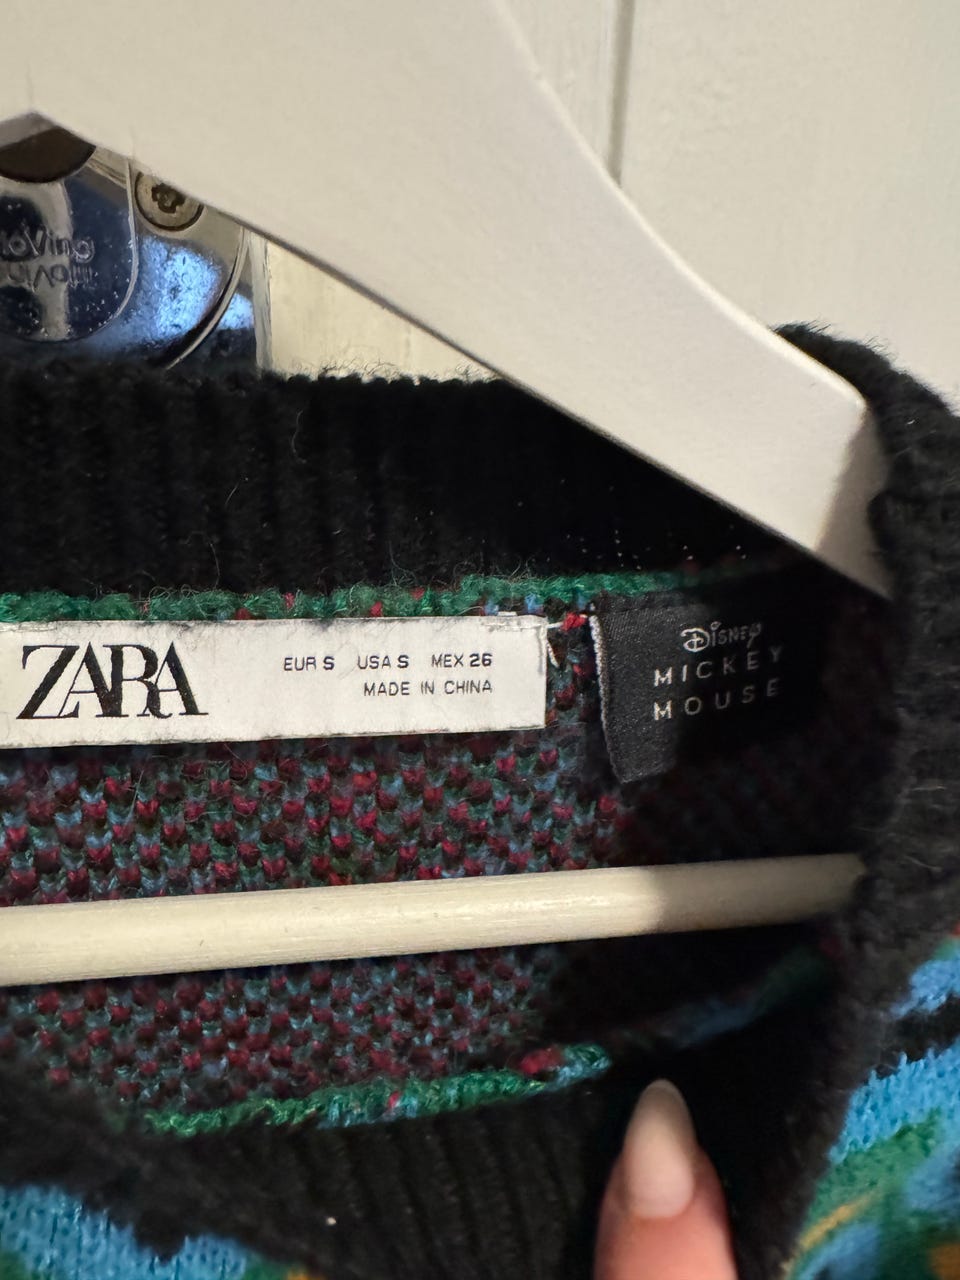 ZARA
EUR S USA S MEX 26
MADE IN CHINA
Disney
MICKEY
MOUSE